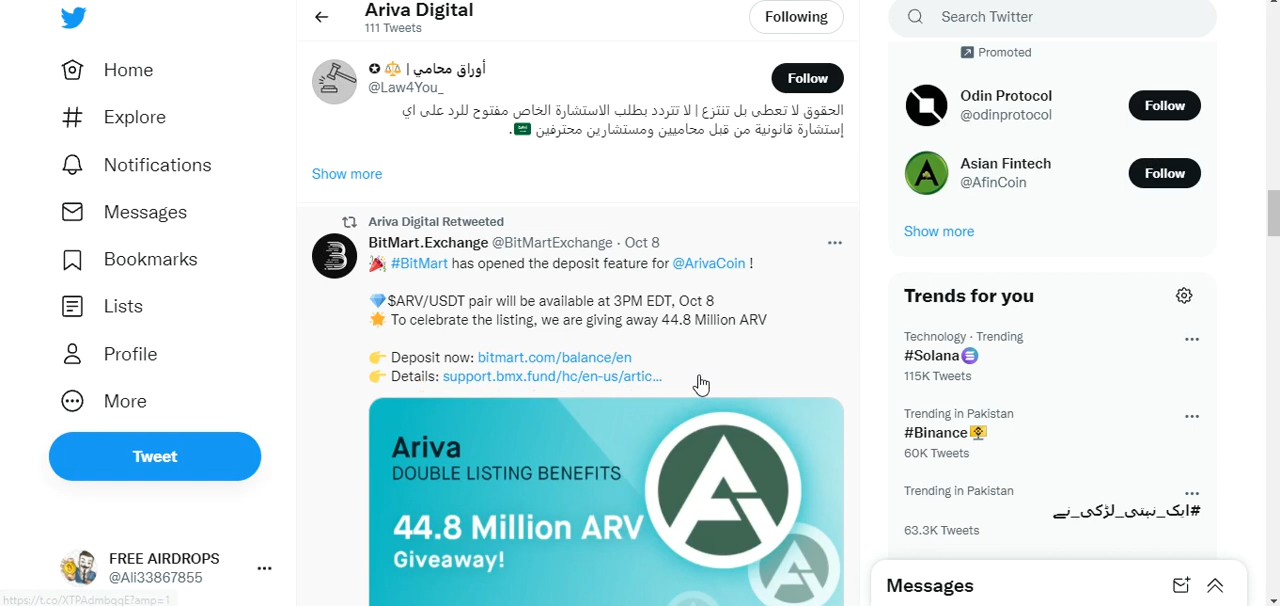 Home
Explore
Notifications
Messages
Bookmarks
Lists
Profile
More
Tweet
FREE AIRDROPS
@Ali33867855
https://t.co/XTPAdmbqqE?amp=1
Ariva Digital
111 Tweets
Following
أوراق محامي | ⚖️ ✪
@Law4You_
Follow
الحقوق لا تعطى بل تنتزع | لا تتردد بطلب الاستشارة الخاص مفتوح للرد على اي
إستشارة قانونية من قبل محاميين ومستشارين محترفين 🇸🇦.
Show more
Ariva Digital Retweeted
BitMart.Exchange @BitMartExchange · Oct 8
🎉 #BitMart has opened the deposit feature for @ArivaCoin !
💎$ARV/USDT pair will be available at 3PM EDT, Oct 8
🌟 To celebrate the listing, we are giving away 44.8 Million ARV
👉 Deposit now: bitmart.com/balance/en
👉 Details: support.bmx.fund/hc/en-us/artic...
Ariva
DOUBLE LISTING BENEFITS
44.8 Million ARV
Giveaway!
Search Twitter
Promoted
Odin Protocol
@odinprotocol
Follow
Asian Fintech
@AfinCoin
Follow
Show more
Trends for you
Technology · Trending
#Solana
115K Tweets
Trending in Pakistan
#Binance
60K Tweets
Trending in Pakistan
#ایک_نبتی_لڑکی_نے
63.3K Tweets
Messages